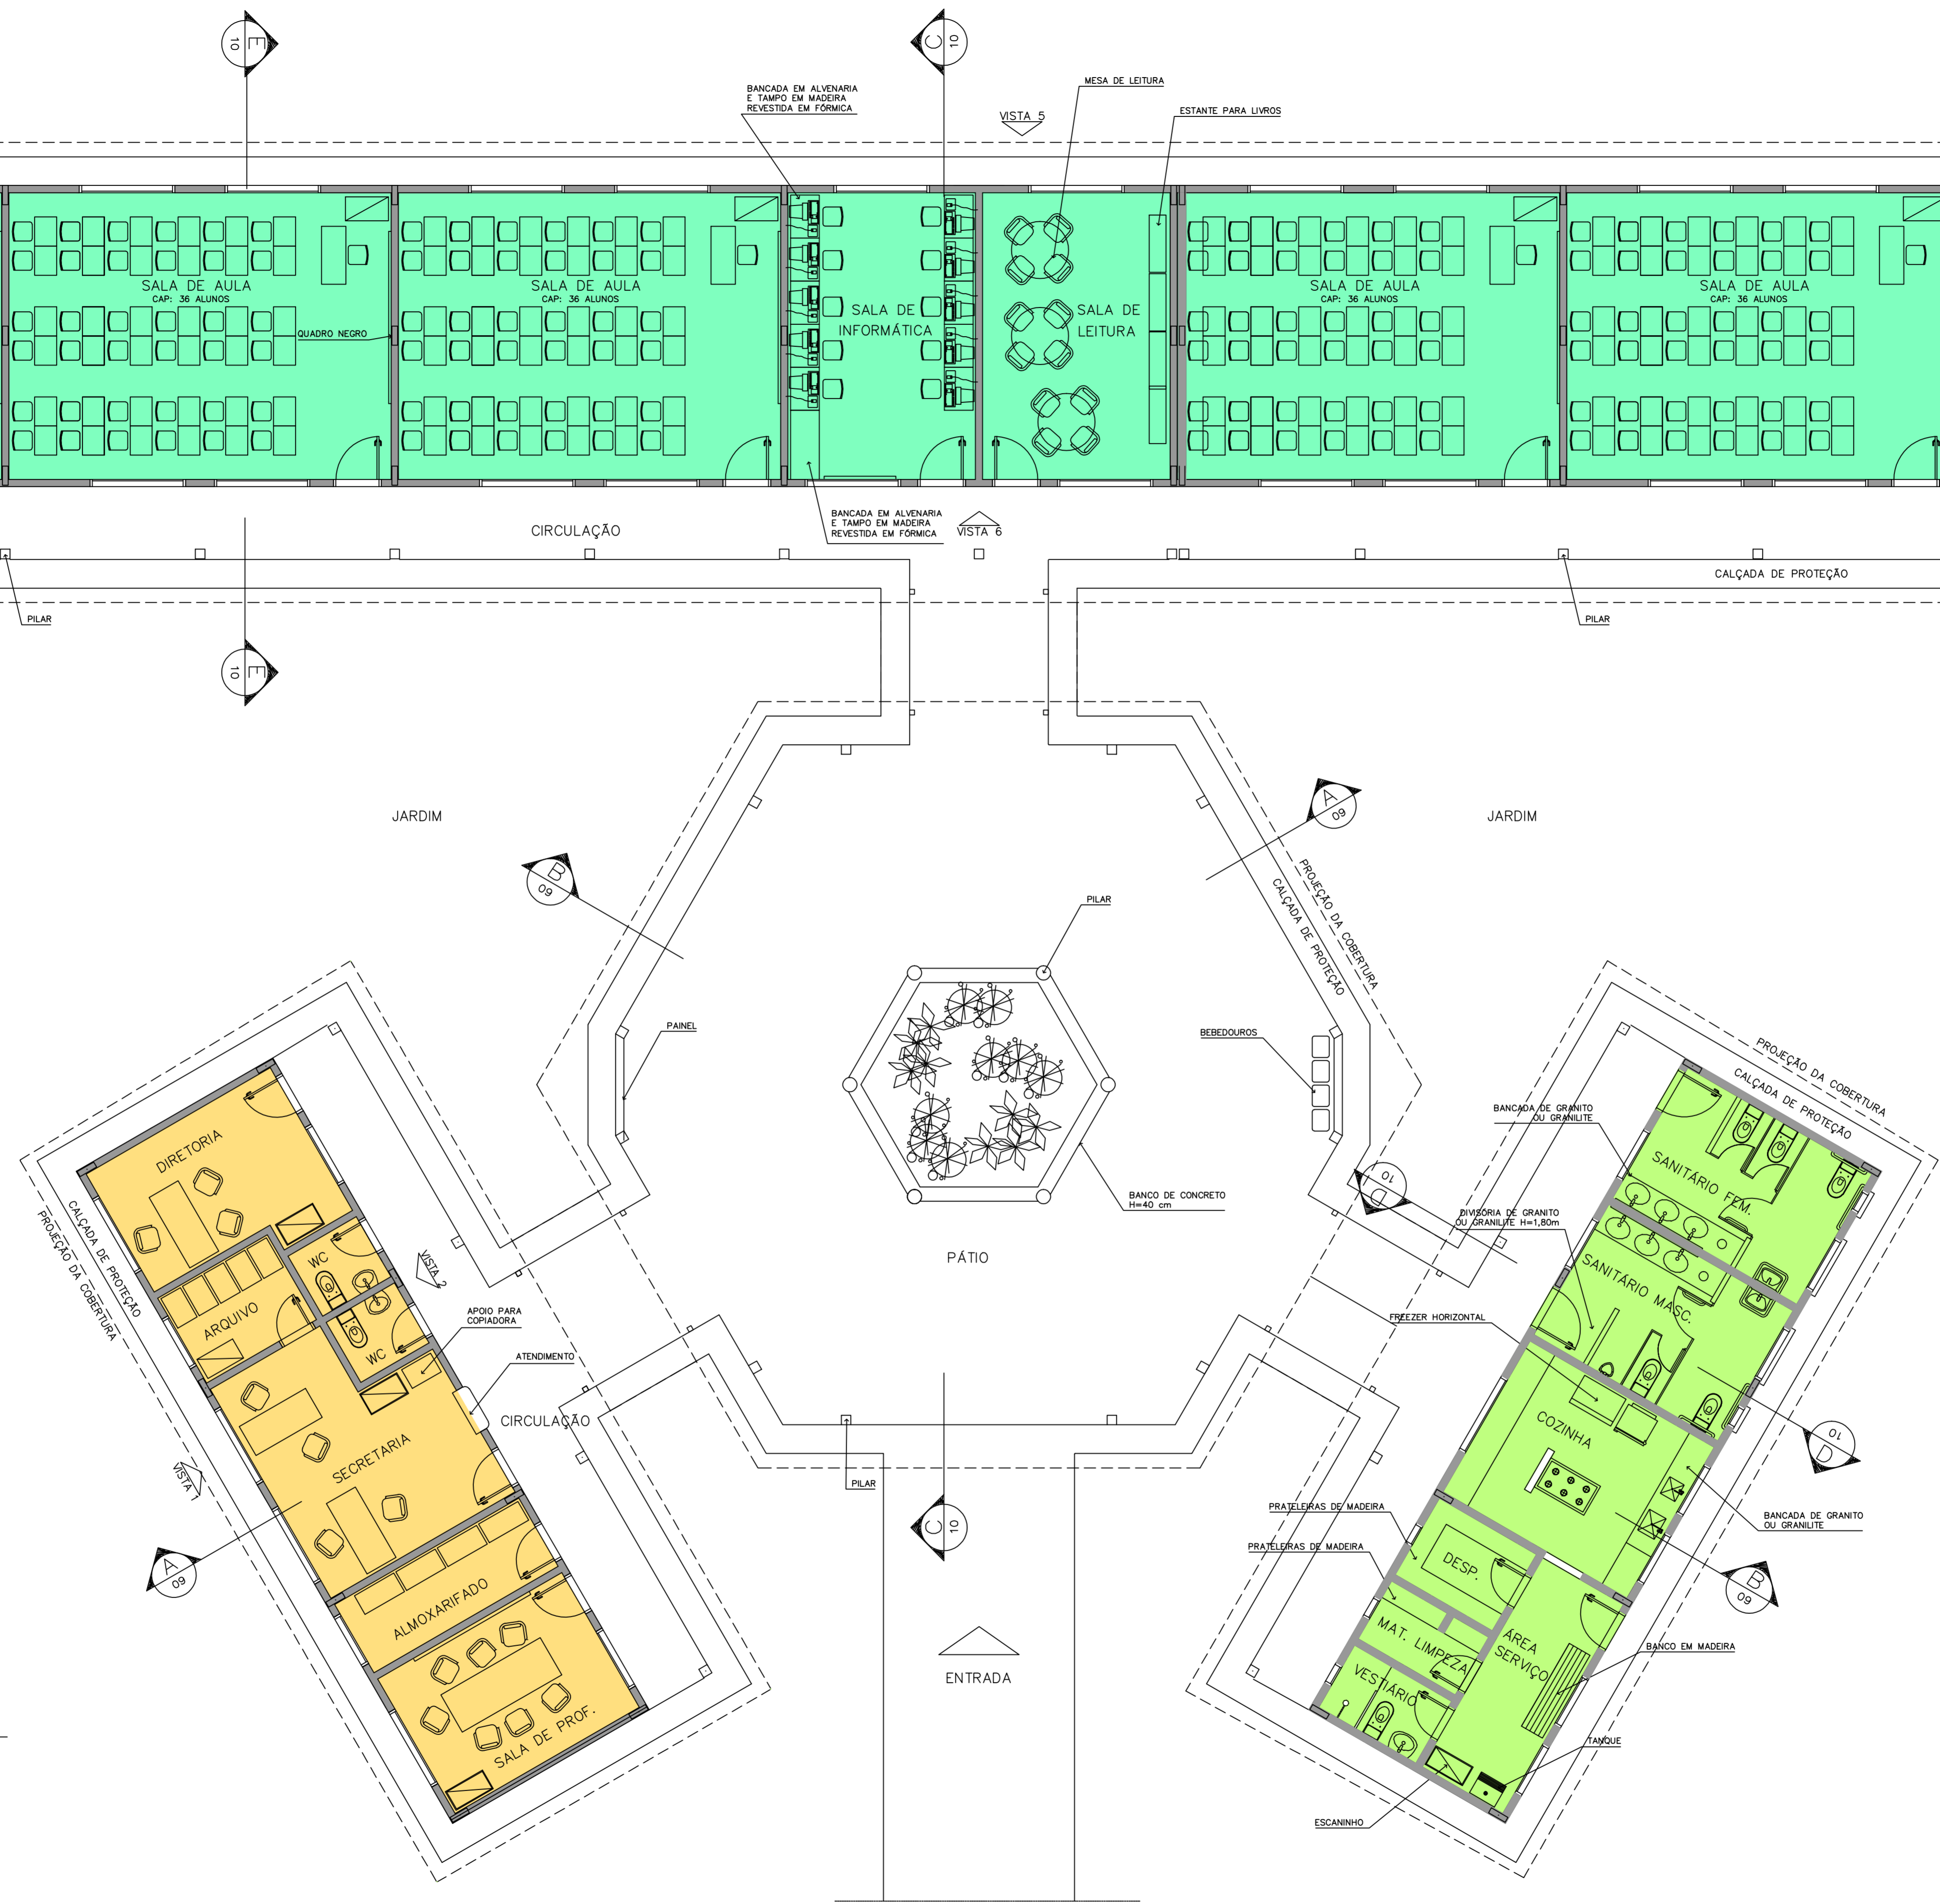 E
10
C
10
BANCADA EM ALVENARIA
E TAMPO EM MADEIRA
REVESTIDA EM FÓRMICA
MESA DE LEITURA
VISTA 5
ESTANTE PARA LIVROS
SALA DE AULA
CAP: 36 ALUNOS
QUADRO NEGRO
SALA DE AULA
CAP: 36 ALUNOS
SALA DE
INFORMÁTICA
SALA DE
LEITURA
SALA DE AULA
CAP: 36 ALUNOS
SALA DE AULA
CAP: 36 ALUNOS
CIRCULAÇÃO
BANCADA EM ALVENARIA
E TAMPO EM MADEIRA
REVESTIDA EM FÓRMICA
VISTA 6
CALÇADA DE PROTEÇÃO
PILAR
PILAR
E
10
JARDIM
JARDIM
A
09
B
09
PROJEÇÃO DA COBERTURA
CALÇADA DE PROTEÇÃO
PILAR
PAINEL
BEBEDOUROS
PROJEÇÃO DA COBERTURA
CALÇADA DE PROTEÇÃO
BANCADA DE GRANITO
OU GRANILITE
DIRETORIA
SANITÁRIO FEM.
D
10
BANCO DE CONCRETO
H=40 cm
DIVISÓRIA DE GRANITO
OU GRANILITE H=1,80m
CALÇADA DE PROTEÇÃO
PROJEÇÃO DA COBERTURA
WC
VISTA 2
PÁTIO
SANITÁRIO MASC.
ARQUIVO
APOIO PARA
COPIADORA
FREEZER HORIZONTAL
WC
ATENDIMENTO
CIRCULAÇÃO
COZINHA
D
10
SECRETARIA
VISTA 1
PILAR
PRATELEIRAS DE MADEIRA
BANCADA DE GRANITO
OU GRANILITE
C
10
PRATELEIRAS DE MADEIRA
DESP.
A
09
B
09
ALMOXARIFADO
MAT. LIMPEZA
ÁREA
SERVIÇO
BANCO EM MADEIRA
ENTRADA
VESTIÁRIO
SALA DE PROF.
TANQUE
ESCANINHO